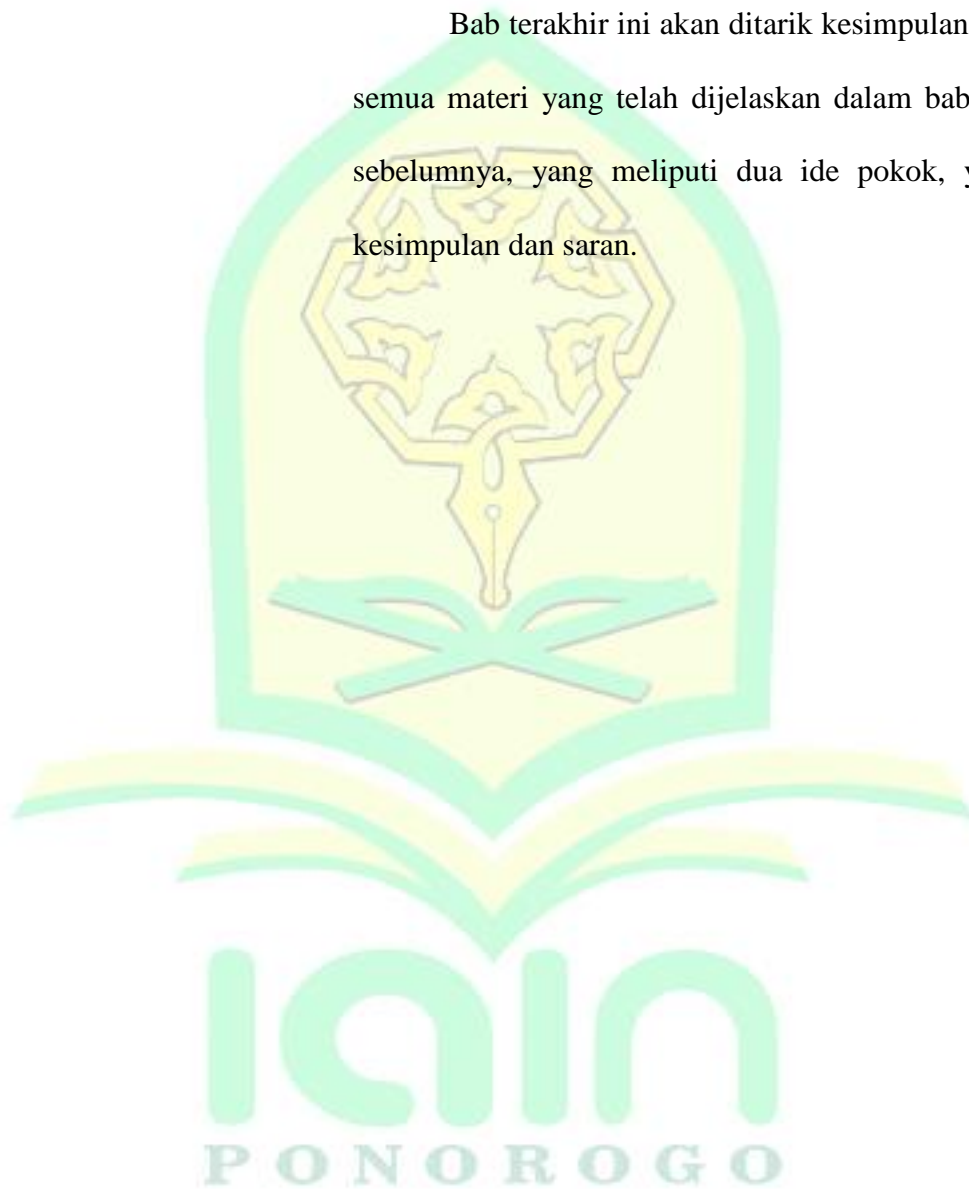 Bab terakhir ini akan ditarik kesimpulan
semua materi yang telah dijelaskan dalam bab
sebelumnya, yang meliputi dua ide pokok,
kesimpulan dan saran.
iain
PONOROGO